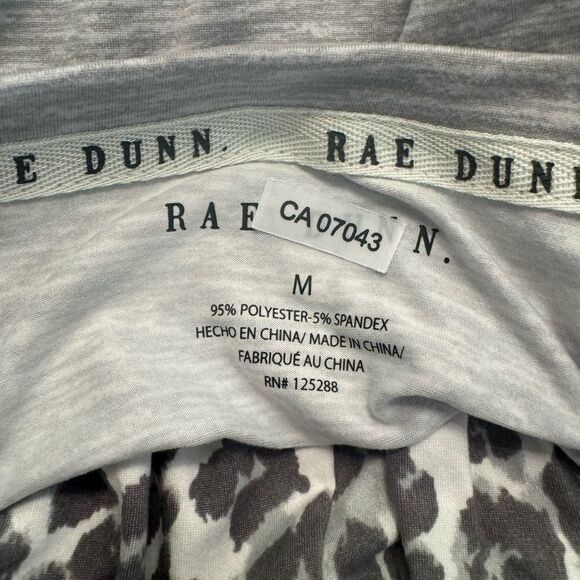 E DUNN. RAE DUN
RAE N.
CA 07043
M
95% POLYESTER-5% SPANDEX
HECHO EN CHINA/ MADE IN CHINA/
FABRIQUÉ AU CHINA
RN# 125288